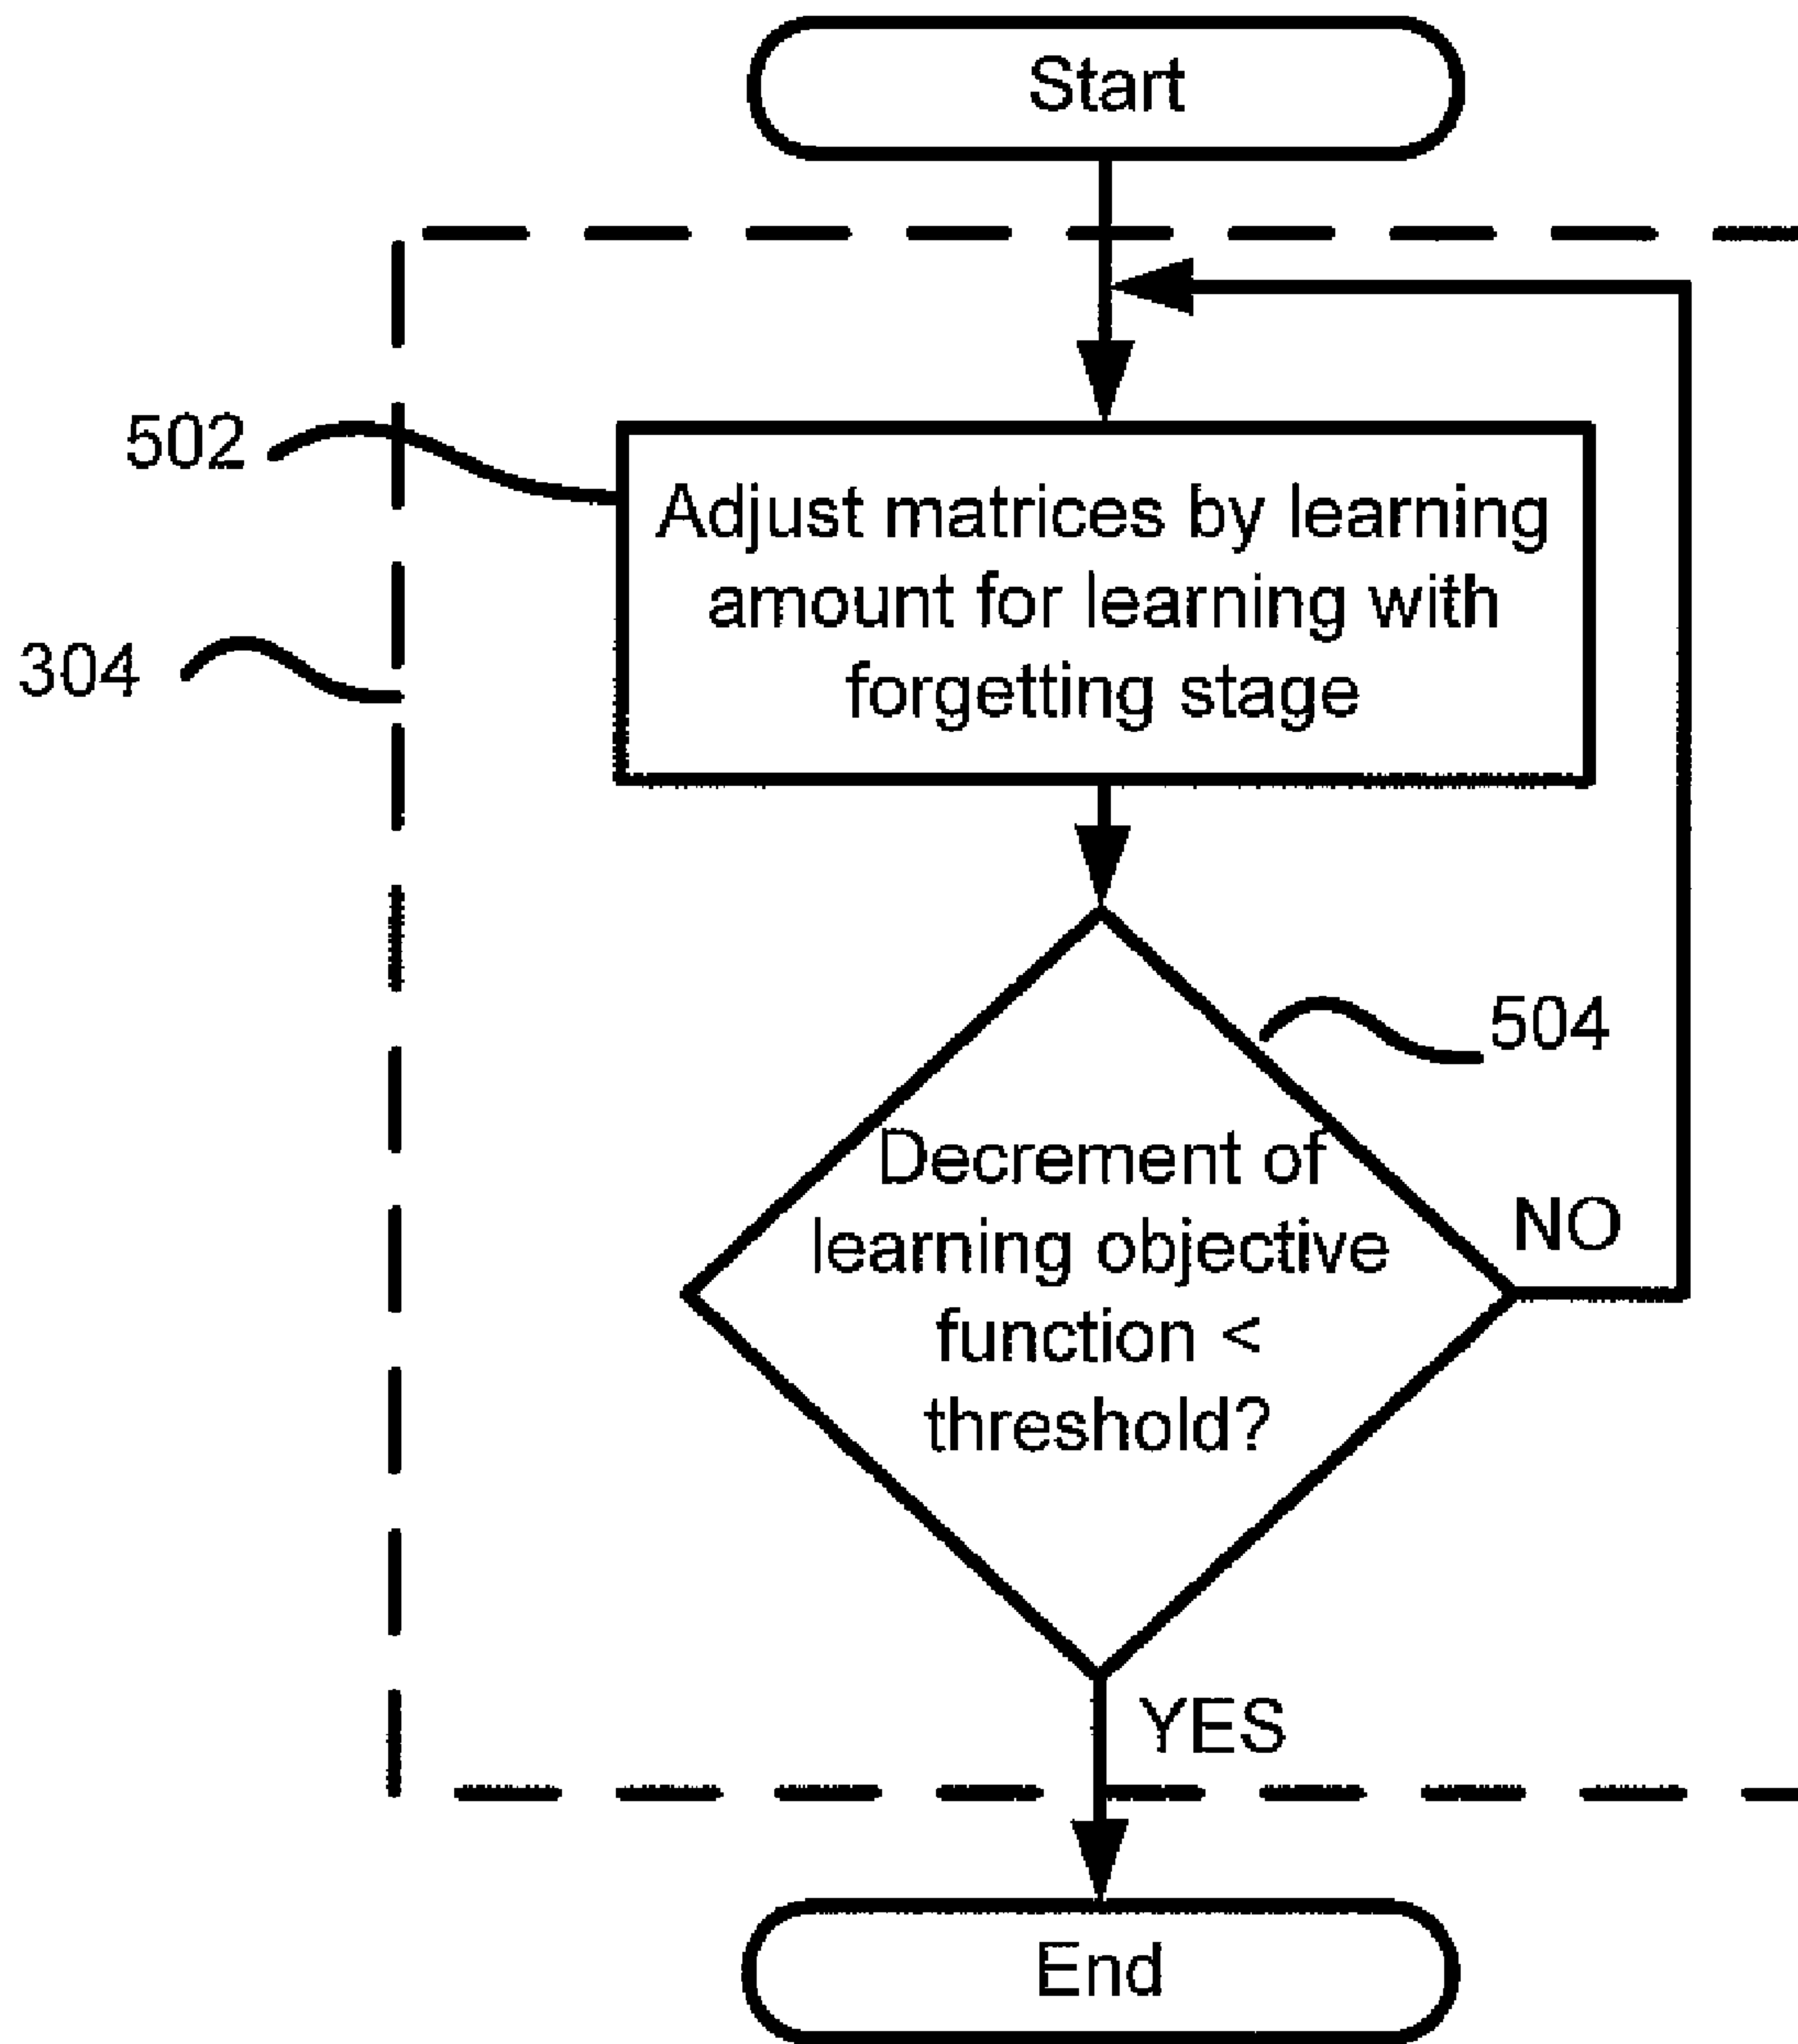 Start
502
Adjust matrices by learning
amount for learning with
forgetting stage
304
504
Decrement of
learning objective
function <
threshold?
NO
YES
End